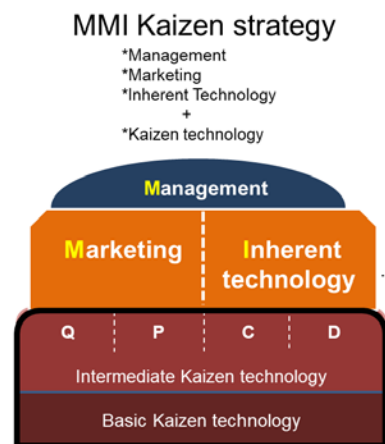 MMI Kaizen strategy
*Management
*Marketing
*Inherent Technology
+
*Kaizen technology
Management
Marketing
Inherent
technology
Q P C D
Intermediate Kaizen technology
Basic Kaizen technology